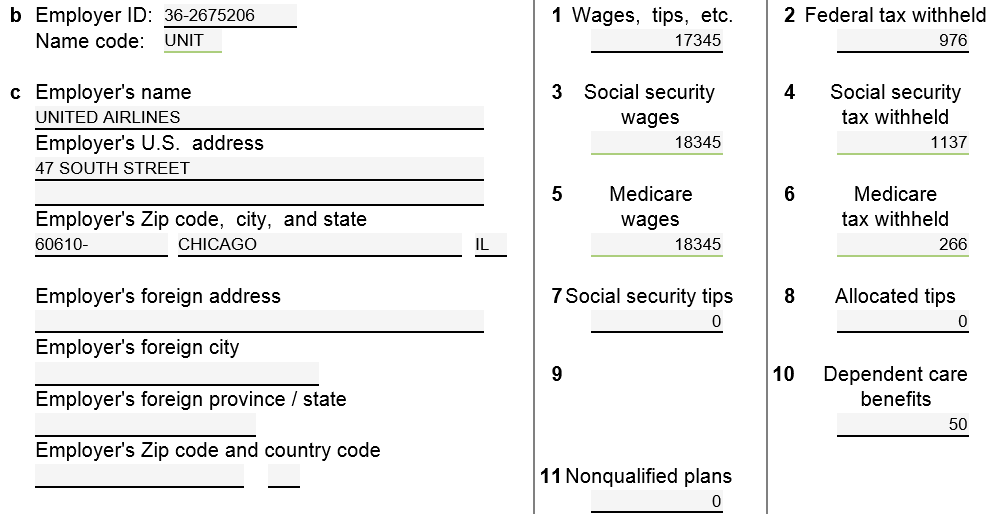 b Employer ID: 36-2675206
Name code: UNIT
c Employer's name
UNITED AIRLINES
Employer's U.S. address
47 SOUTH STREET
Employer's Zip code, city, and state
60610- CHICAGO IL
Employer's foreign address
Employer's foreign city
Employer's foreign province / state
Employer's Zip code and country code
1 Wages, tips, etc.
17345
3 Social security
wages
18345
5 Medicare
wages
18345
7 Social security tips
0
9
11 Nonqualified plans
0
2 Federal tax withheld
976
4 Social security
tax withheld
1137
6 Medicare
tax withheld
266
8 Allocated tips
0
10 Dependent care
benefits
50